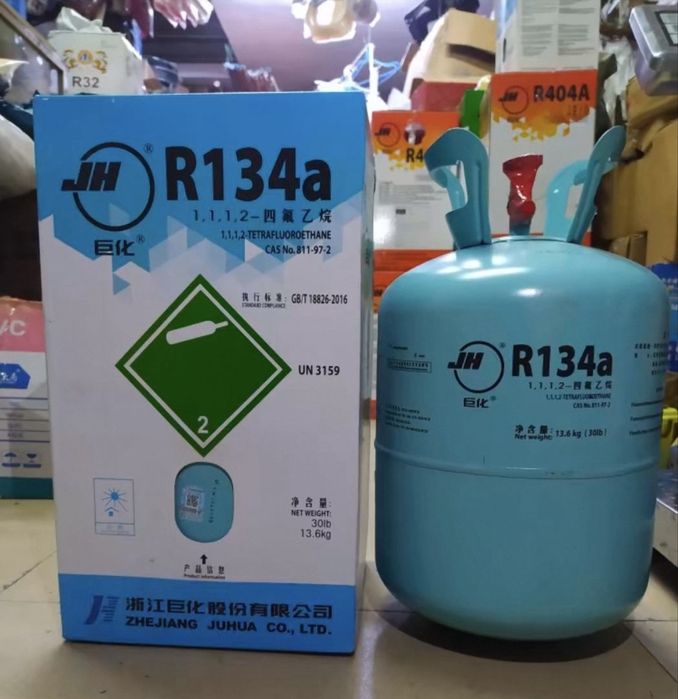 R32
R404A
JH
R4
JH ® R134a
1,1,1,2-四氟乙烷
1,1,1,2-TETRAFLUOROETHANE
CAS No. 811-97-2
巨化®
执行标准: GB/T 18826-2016
STANDARD COMPLIANCE
UN 3159
2
净含量:
NET WEIGHT:
30lb
13.6kg
产品信息
Product information
浙江巨化股份有限公司
ZHEJIANG JUHUA CO., LTD.
JH R134a
1,1,1,2-四氟乙烷
1,1,1,2 TETRAFLUOROETHANE
CAS No. 811-97-2
巨化®
净含量:
Net weight: 13.6 kg (30lb)